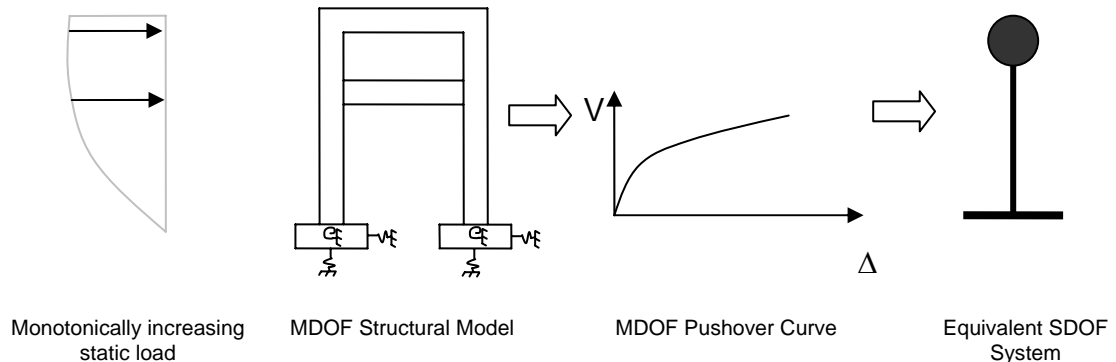 V
Δ
Monotonically increasing
static load
MDOF Structural Model
MDOF Pushover Curve
Equivalent SDOF
System